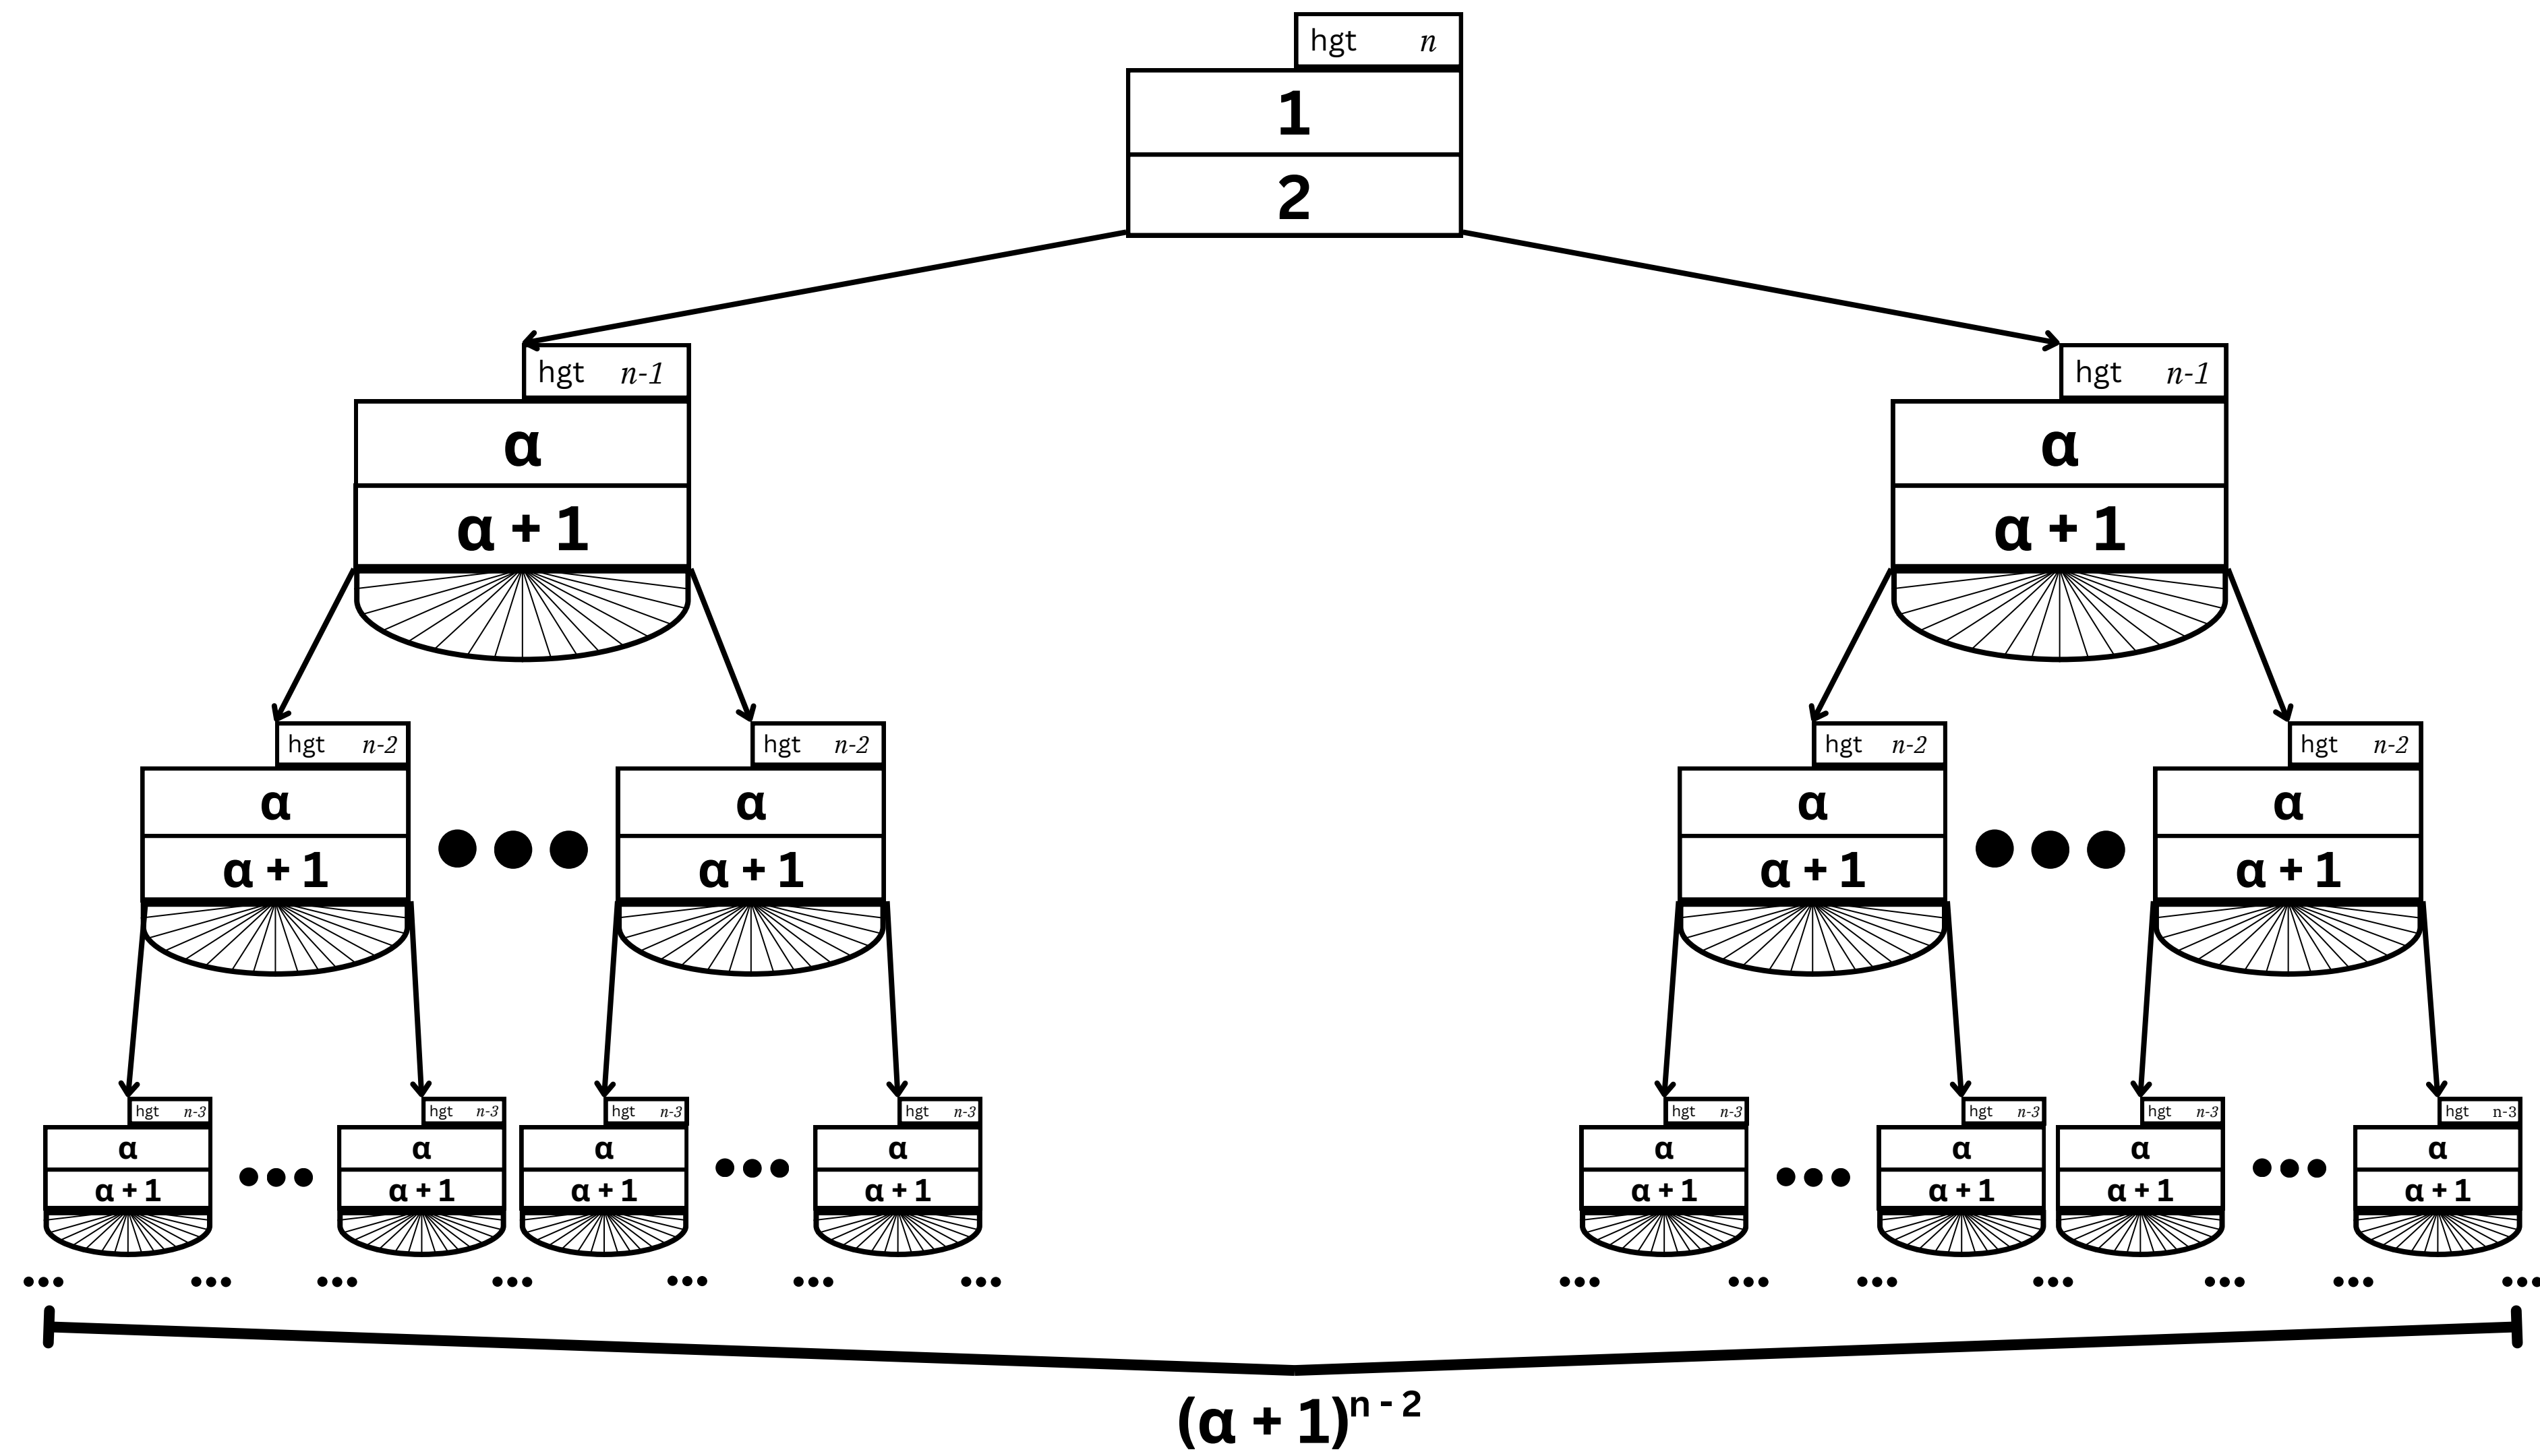 hgt n
1
2
hgt n-1 hgt n-1
α α
α + 1 α + 1
hgt n-2 hgt n-2 hgt n-2 hgt n-2
α α α α
α + 1 α + 1 α + 1 α + 1
hgt n-3 hgt n-3 hgt n-3 hgt n-3 hgt n-3 hgt n-3 hgt n-3 hgt n-3
α α α α α α α α
α + 1 α + 1 α + 1 α + 1 α + 1 α + 1 α + 1 α + 1
(α + 1)ⁿ⁻²